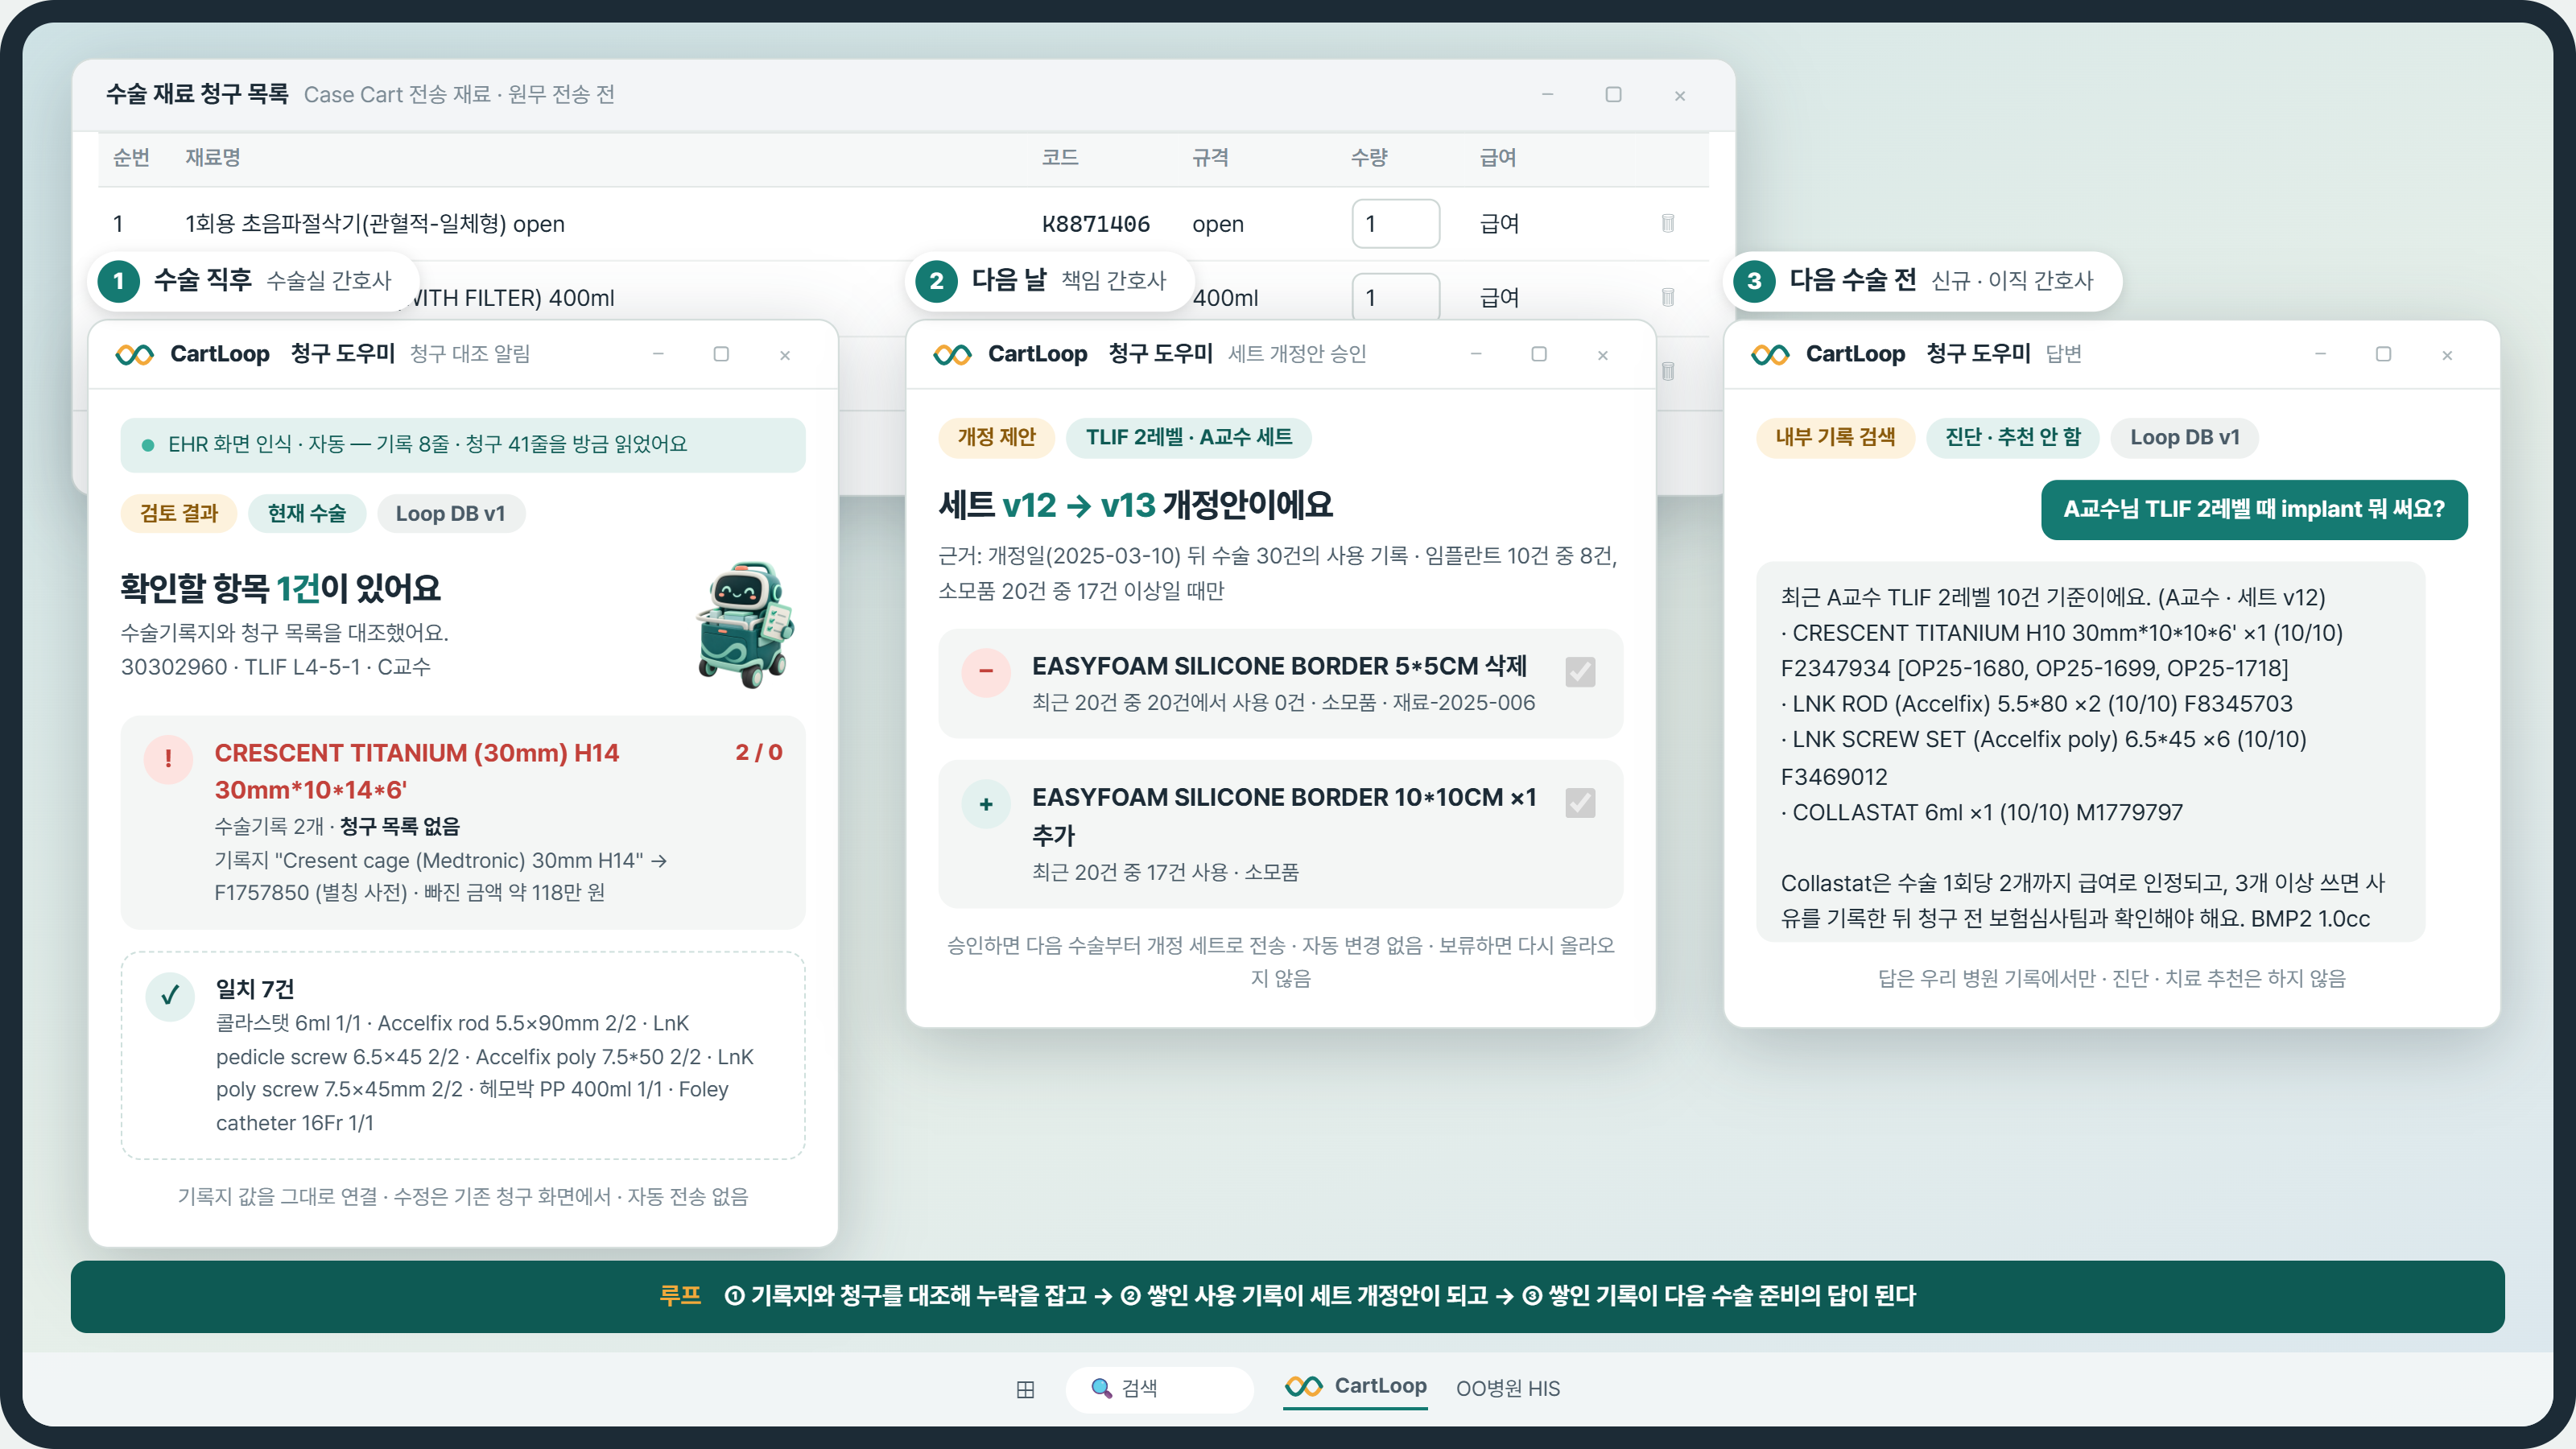 수술 재료 청구 목록 Case Cart 전송 재료 · 원무 전송 전
순번 재료명 코드 규격 수량 급여
1 1회용 초음파절삭기(관혈적-일체형) open K8871406 open 1 급여
WITH FILTER) 400ml 400ml 1 급여
1 수술 직후 수술실 간호사
CartLoop 청구 도우미 청구 대조 알림
EHR 화면 인식 · 자동 — 기록 8줄 · 청구 41줄을 방금 읽었어요
검토 결과 현재 수술 Loop DB v1
확인할 항목 1건이 있어요
수술기록지와 청구 목록을 대조했어요.
30302960 · TLIF L4-5-1 · C교수
! CRESCENT TITANIUM (30mm) H14 2 / 0
30mm*10*14*6'
수술기록 2개 · 청구 목록 없음
기록지 "Cresent cage (Medtronic) 30mm H14" →
F1757850 (별칭 사전) · 빠진 금액 약 118만 원
✓ 일치 7건
콜라스탯 6ml 1/1 · Accelfix rod 5.5×90mm 2/2 · LnK
pedicle screw 6.5×45 2/2 · Accelfix poly 7.5*50 2/2 · LnK
poly screw 7.5×45mm 2/2 · 헤모박 PP 400ml 1/1 · Foley
catheter 16Fr 1/1
기록지 값을 그대로 연결 · 수정은 기존 청구 화면에서 · 자동 전송 없음
2 다음 날 책임 간호사
CartLoop 청구 도우미 세트 개정안 승인
개정 제안 TLIF 2레벨 · A교수 세트
세트 v12 → v13 개정안이에요
근거: 개정일(2025-03-10) 뒤 수술 30건의 사용 기록 · 임플란트 10건 중 8건,
소모품 20건 중 17건 이상일 때만
− EASYFOAM SILICONE BORDER 5*5CM 삭제
최근 20건 중 20건에서 사용 0건 · 소모품 · 재료-2025-006
+ EASYFOAM SILICONE BORDER 10*10CM ×1
추가
최근 20건 중 17건 사용 · 소모품
승인하면 다음 수술부터 개정 세트로 전송 · 자동 변경 없음 · 보류하면 다시 올라오
지 않음
3 다음 수술 전 신규 · 이직 간호사
CartLoop 청구 도우미 답변
내부 기록 검색 진단 · 추천 안 함 Loop DB v1
A교수님 TLIF 2레벨 때 implant 뭐 써요?
최근 A교수 TLIF 2레벨 10건 기준이에요. (A교수 · 세트 v12)
· CRESCENT TITANIUM H10 30mm*10*10*6' ×1 (10/10)
F2347934 [OP25-1680, OP25-1699, OP25-1718]
· LNK ROD (Accelfix) 5.5*80 ×2 (10/10) F8345703
· LNK SCREW SET (Accelfix poly) 6.5*45 ×6 (10/10)
F3469012
· COLLASTAT 6ml ×1 (10/10) M1779797
Collastat은 수술 1회당 2개까지 급여로 인정되고, 3개 이상 쓰면 사
유를 기록한 뒤 청구 전 보험심사팀과 확인해야 해요. BMP2 1.0cc
답은 우리 병원 기록에서만 · 진단 · 치료 추천은 하지 않음
루프 ① 기록지와 청구를 대조해 누락을 잡고 → ② 쌓인 사용 기록이 세트 개정안이 되고 → ③ 쌓인 기록이 다음 수술 준비의 답이 된다
검색 CartLoop OO병원 HIS